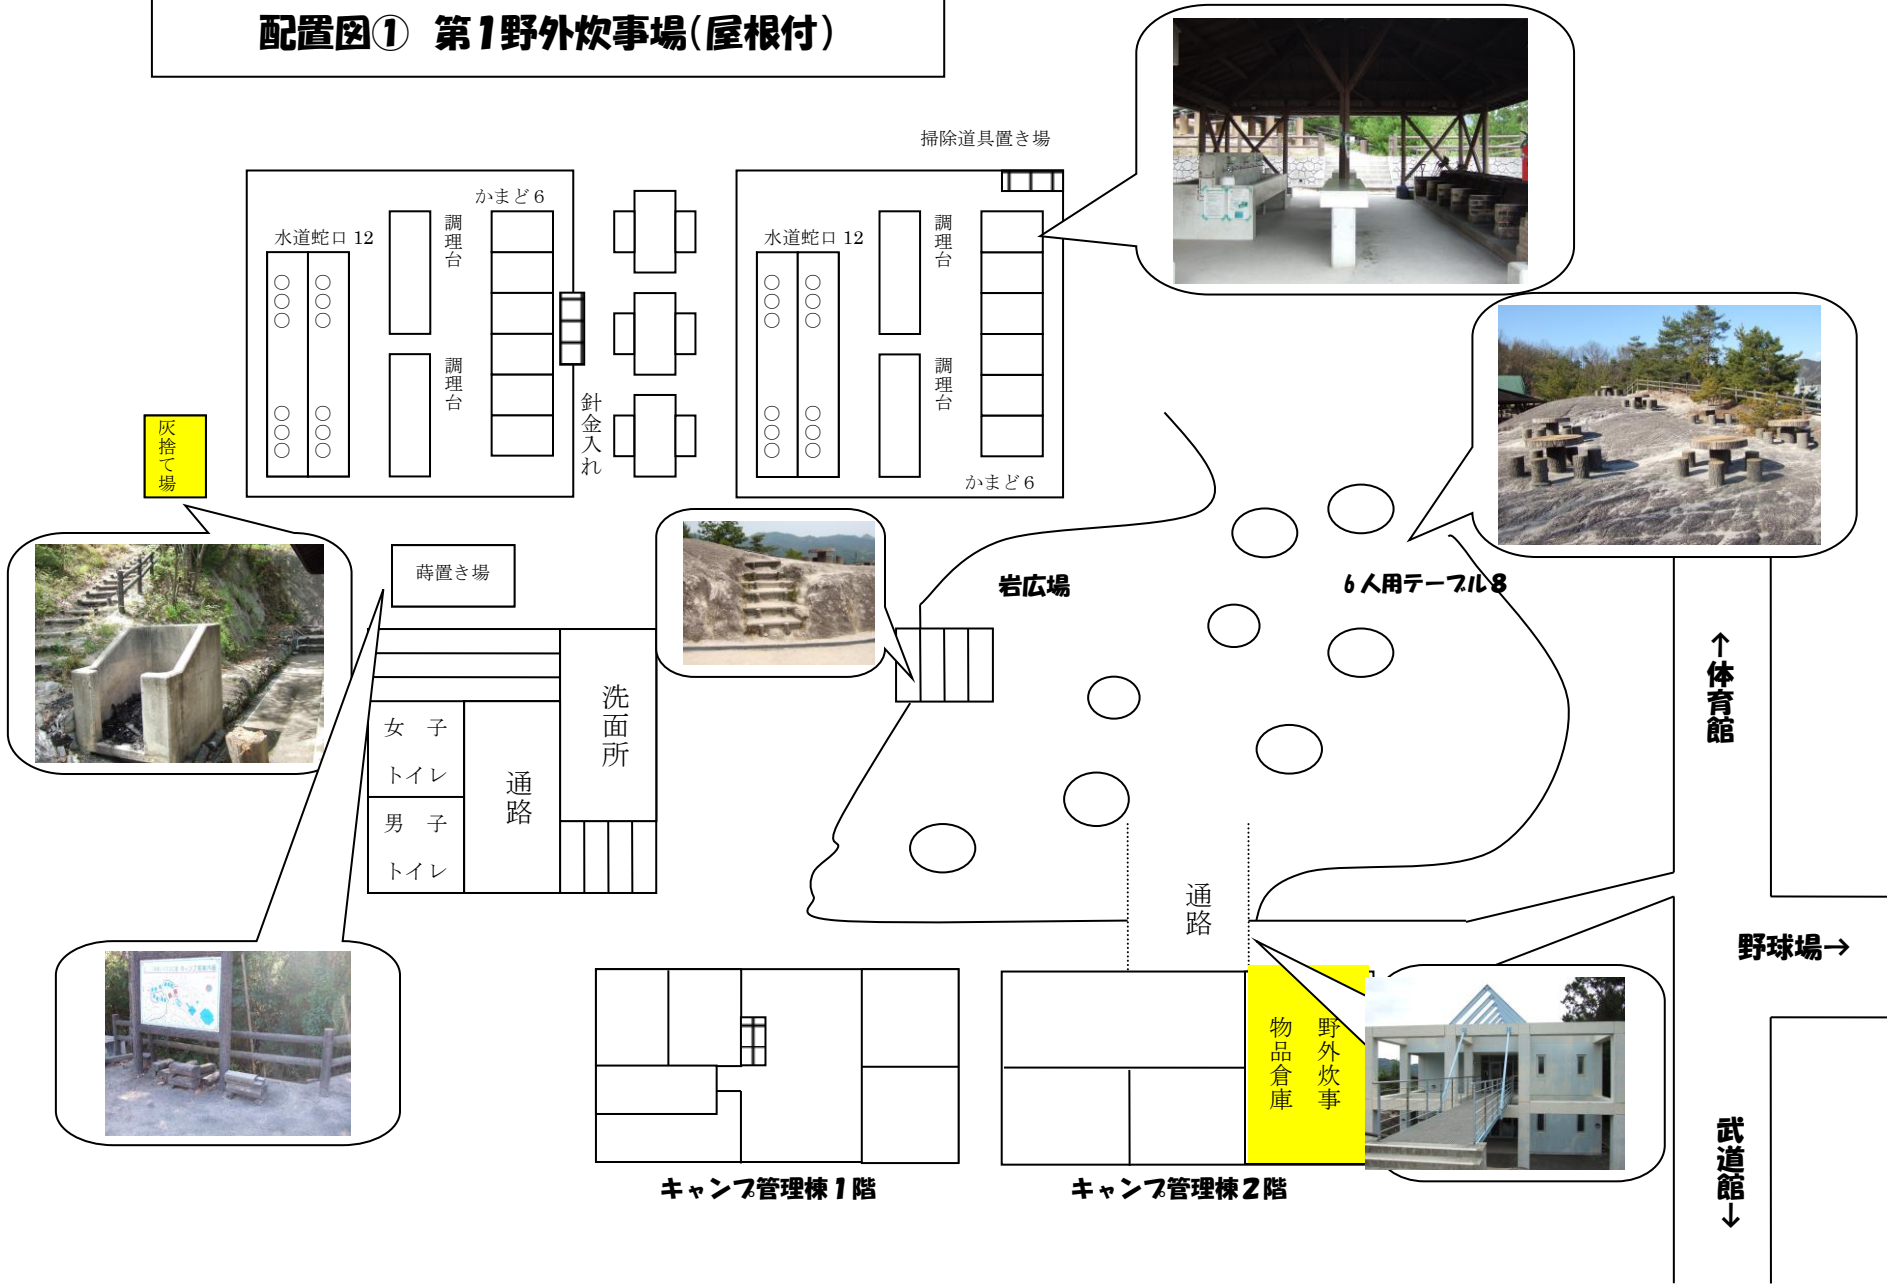 配置図① 第1野外炊事場(屋根付)
掃除道具置き場
かまど6
水道蛇口 12
調理台
調理台
針金入れ
水道蛇口 12
調理台
調理台
かまど6
灰捨て場
蒔置き場
洗面所
女 子
トイレ
通路
男 子
トイレ
岩広場
6人用テーブル8
↑体育館
通路
野球場→
物品倉庫
野外炊事
武道館↓
キャンプ管理棟1階
キャンプ管理棟2階